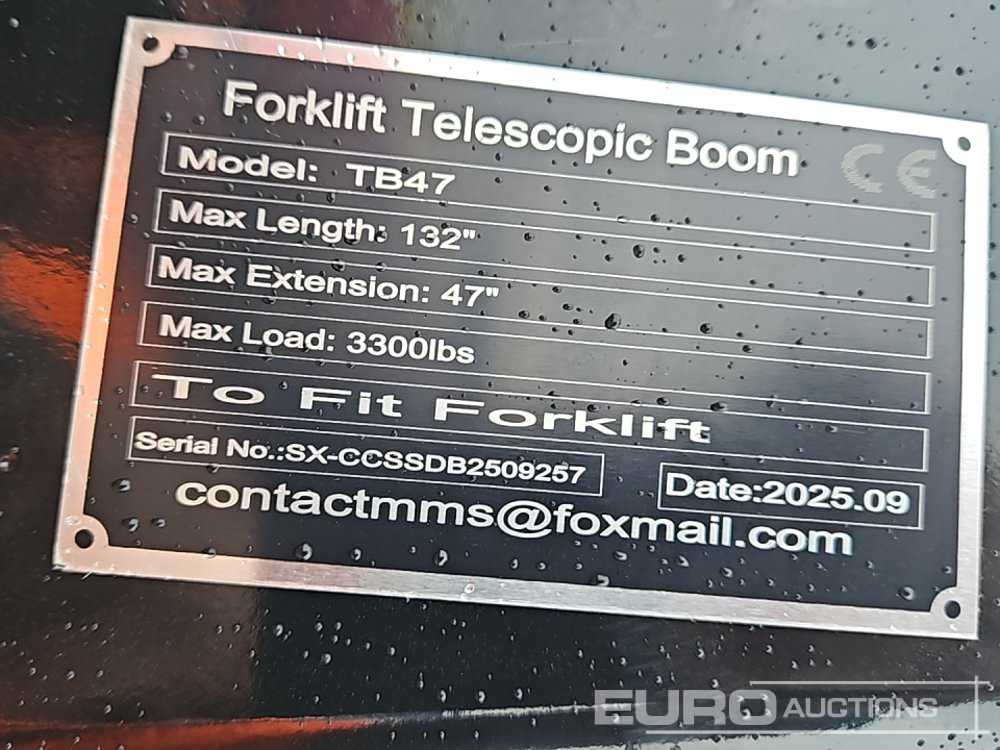 Forklift Telescopic Boom
CE
Model: TB47
Max Length: 132"
Max Extension: 47"
Max Load: 3300lbs
To Fit Forklift
Serial No.:SX-CCSSDB2509257
Date:2025.09
contactmms@foxmail.com
EURO AUCTIONS